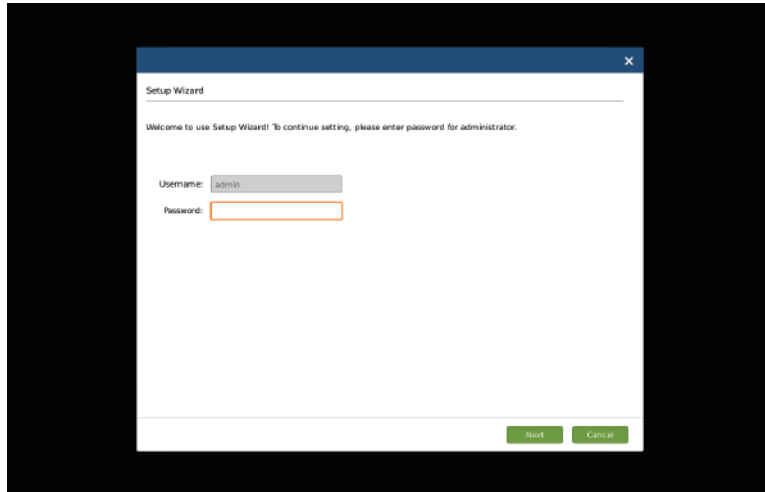 ×
Setup Wizard
Welcome to use Setup Wizard! To continue setting, please enter password for administrator.
Username: admin
Password:
Next Cancel